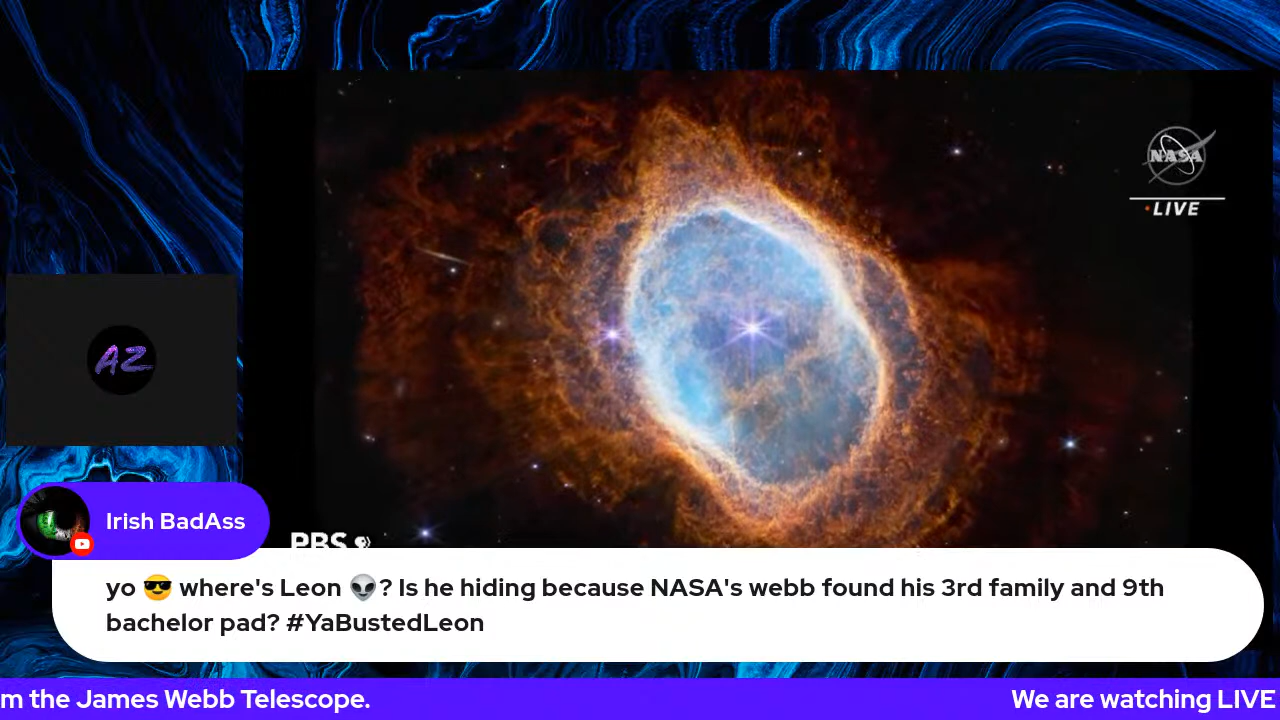 NASA
LIVE
AZ
PBS
Irish BadAss
yo 😎 where's Leon 👽? Is he hiding because NASA's webb found his 3rd family and 9th
bachelor pad? #YaBustedLeon
m the James Webb Telescope.
We are watching LIVE